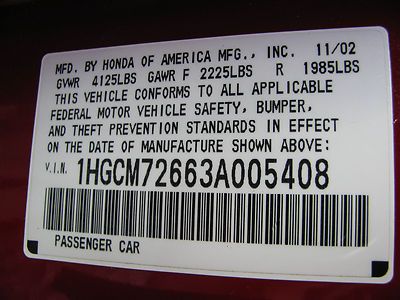 MFD. BY HONDA OF AMERICA MFG., INC. 11/02
GVWR 4125LBS GAWR F 2225LBS R 1985LBS
THIS VEHICLE CONFORMS TO ALL APPLICABLE
FEDERAL MOTOR VEHICLE SAFETY, BUMPER,
AND THEFT PREVENTION STANDARDS IN EFFECT
ON THE DATE OF MANUFACTURE SHOWN ABOVE:
V.I.N. 1HGCM72663A005408
PASSENGER CAR